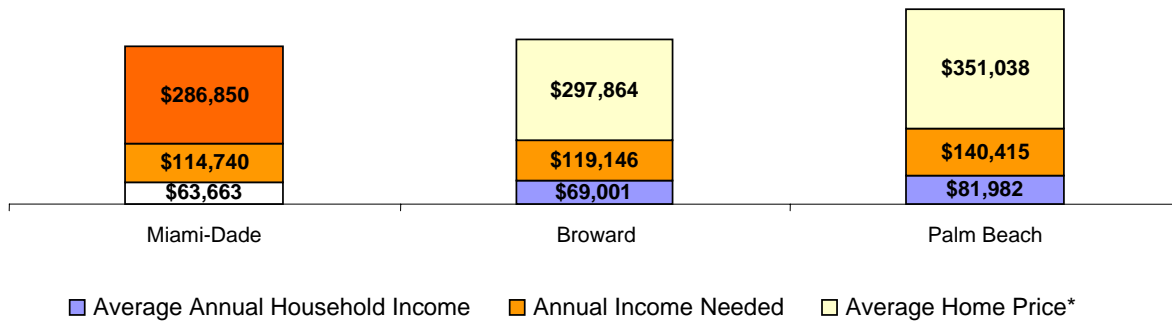 $286,850
$297,864
$351,038
$114,740
$119,146
$140,415
$63,663
$69,001
$81,982
Miami-Dade
Broward
Palm Beach
Average Annual Household Income
Annual Income Needed
Average Home Price*